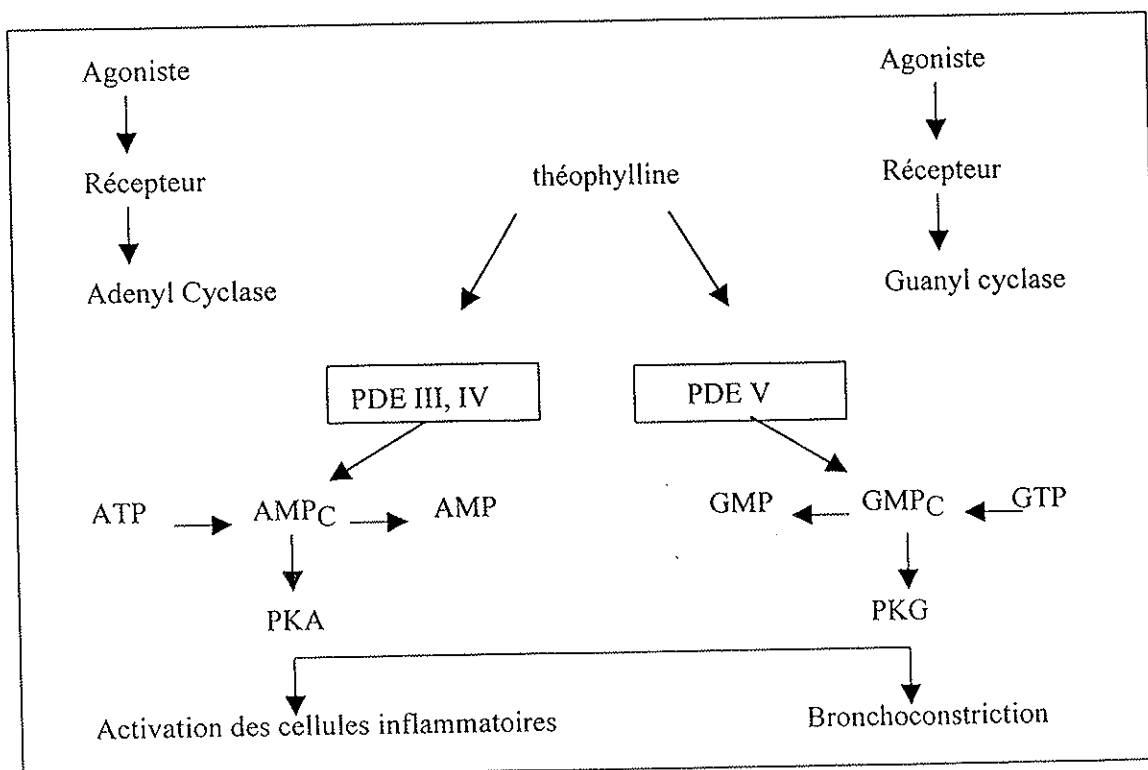 Agoniste
Agoniste
Récepteur
théophylline
Récepteur
Adenyl Cyclase
Guanyl cyclase
PDE III, IV
PDE V
ATP AMPC AMP GMP GMPC GTP
PKA
PKG
Activation des cellules inflammatoires
Bronchoconstriction